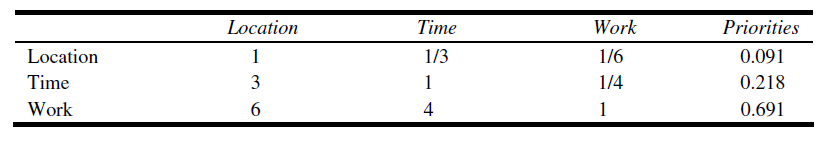 Location Time Work Priorities
Location 1 1/3 1/6 0.091
Time 3 1 1/4 0.218
Work 6 4 1 0.691